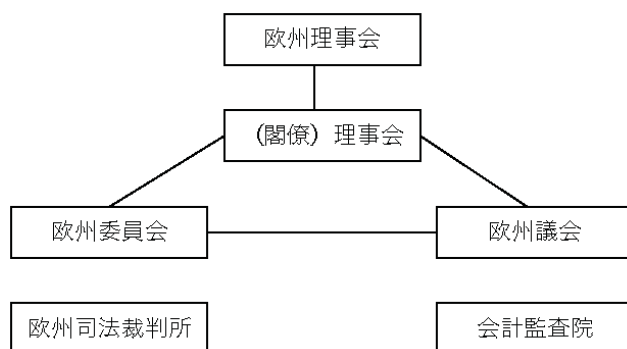 欧州理事会
（閣僚）理事会
欧州委員会
欧州議会
欧州司法裁判所
会計監査院